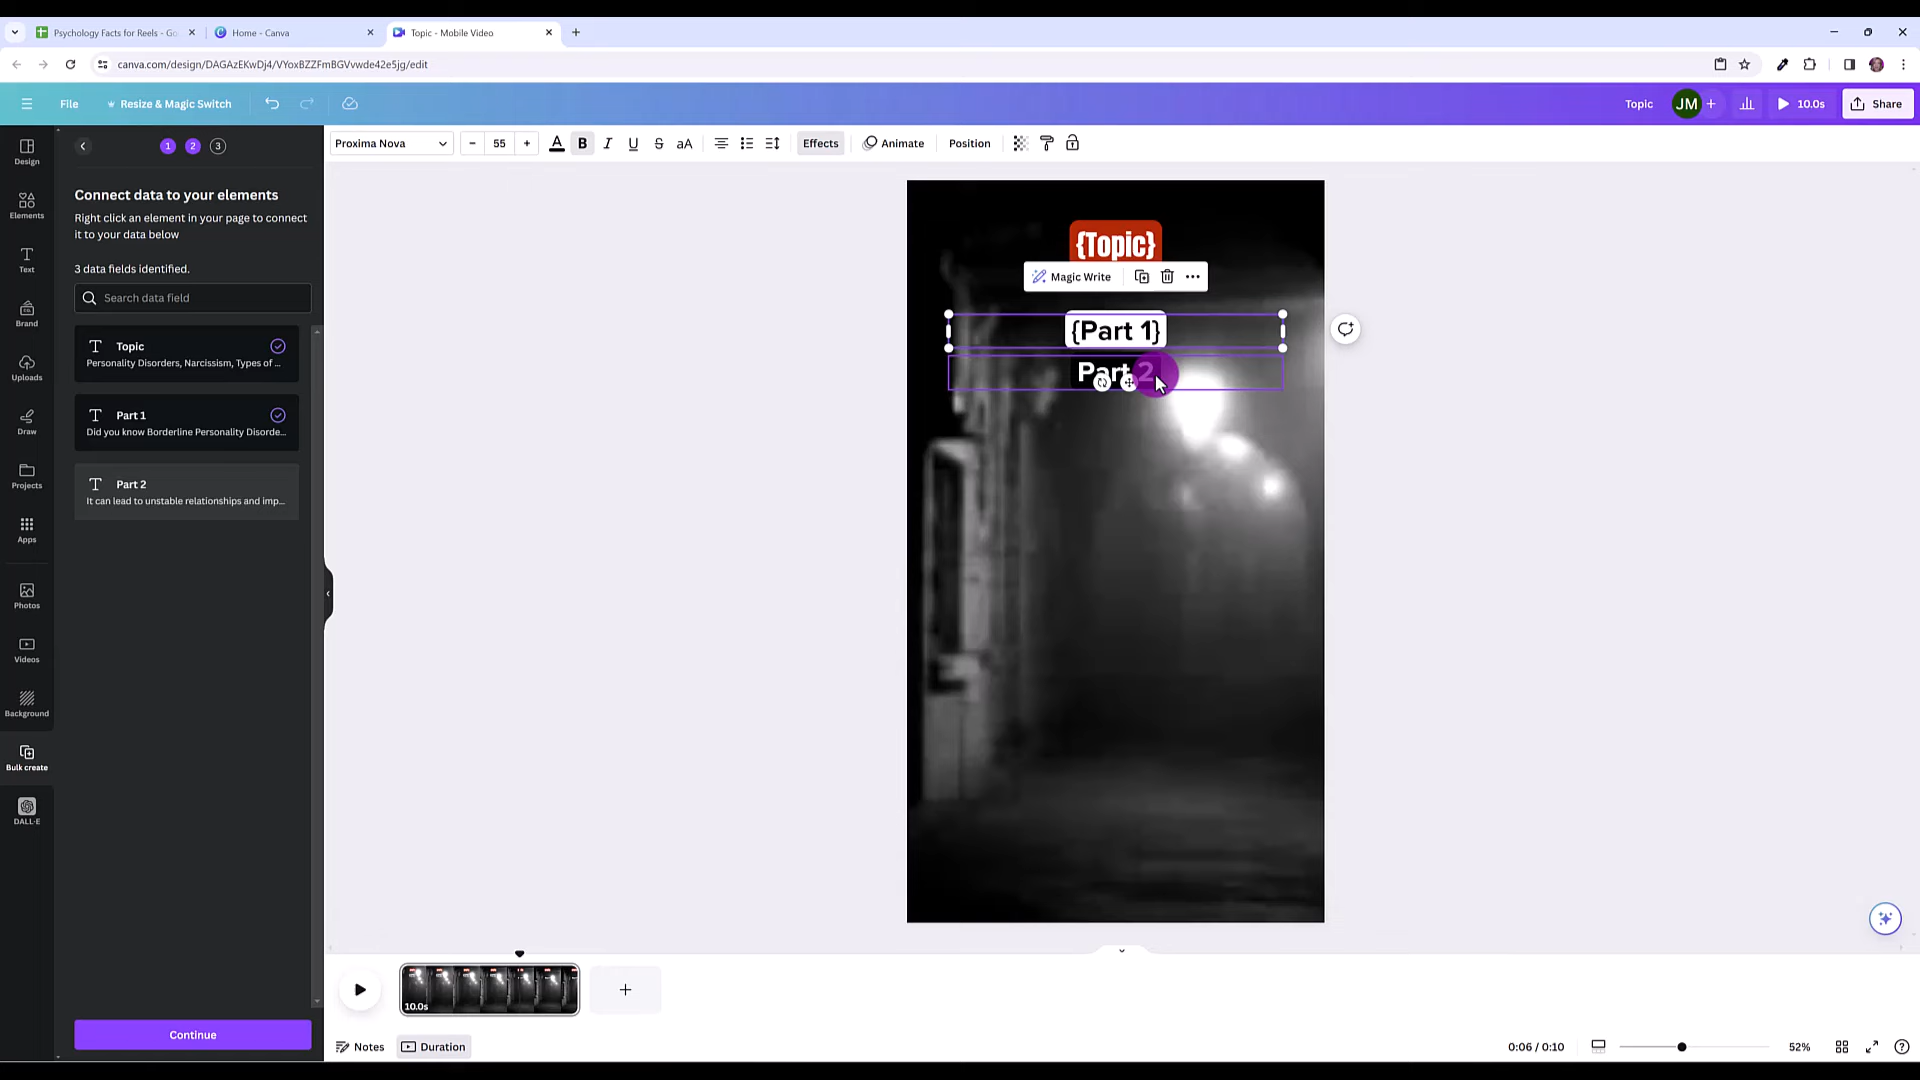 Psychology Facts for Reels - Go
Home - Canva
Topic - Mobile Video
canva.com/design/DAGAzEKwDj4/VYoxBZZFmBGVvwde42e5jg/edit
File
Resize & Magic Switch
Topic
JM
10.0s
Share
Design
Elements
Text
Brand
Uploads
Draw
Projects
Apps
Photos
Videos
Background
Bulk create
DALL·E
1
2
3
Connect data to your elements
Right click an element in your page to connect
it to your data below
3 data fields identified.
Search data field
Topic
Personality Disorders, Narcissism, Types of ...
Part 1
Did you know Borderline Personality Disorde...
Part 2
It can lead to unstable relationships and imp...
Continue
Proxima Nova
55
A
B
I
U
S
aA
Effects
Animate
Position
{Topic}
Magic Write
{Part 1}
Part 2
10.0s
Notes
Duration
0:06 / 0:10
52%